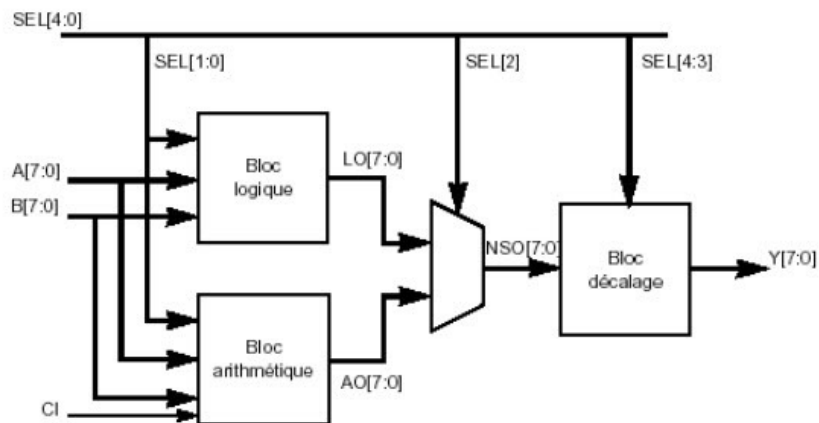 SEL[4:0]
SEL[1:0]
SEL[2]
SEL[4:3]
A[7:0]
B[7:0]
Bloc
logique
LO[7:0]
NSO[7:0]
Bloc
décalage
Y[7:0]
Bloc
arithmétique
AO[7:0]
CI